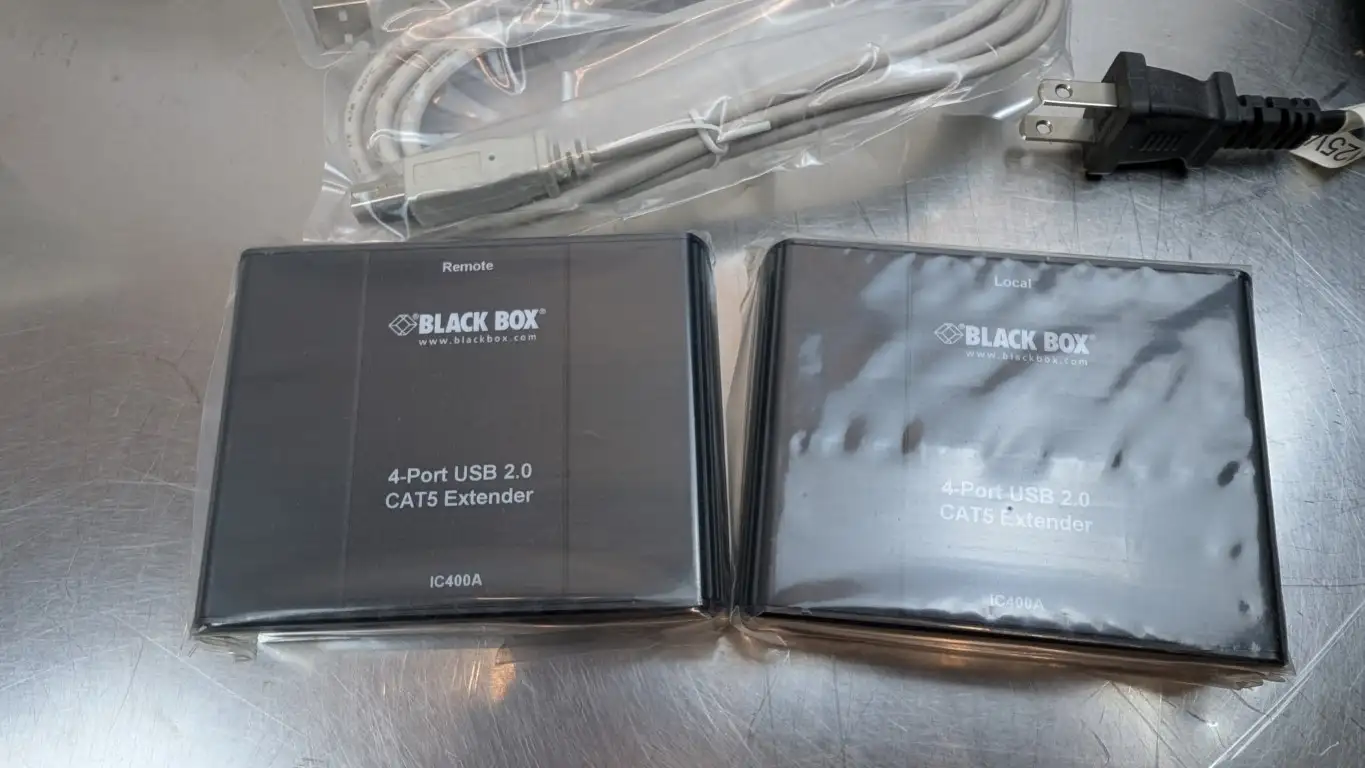 125V
Remote
BLACK BOX®
www.blackbox.com
4-Port USB 2.0
CAT5 Extender
IC400A
Local
BLACK BOX®
www.blackbox.com
4-Port USB 2.0
CAT5 Extender
IC400A